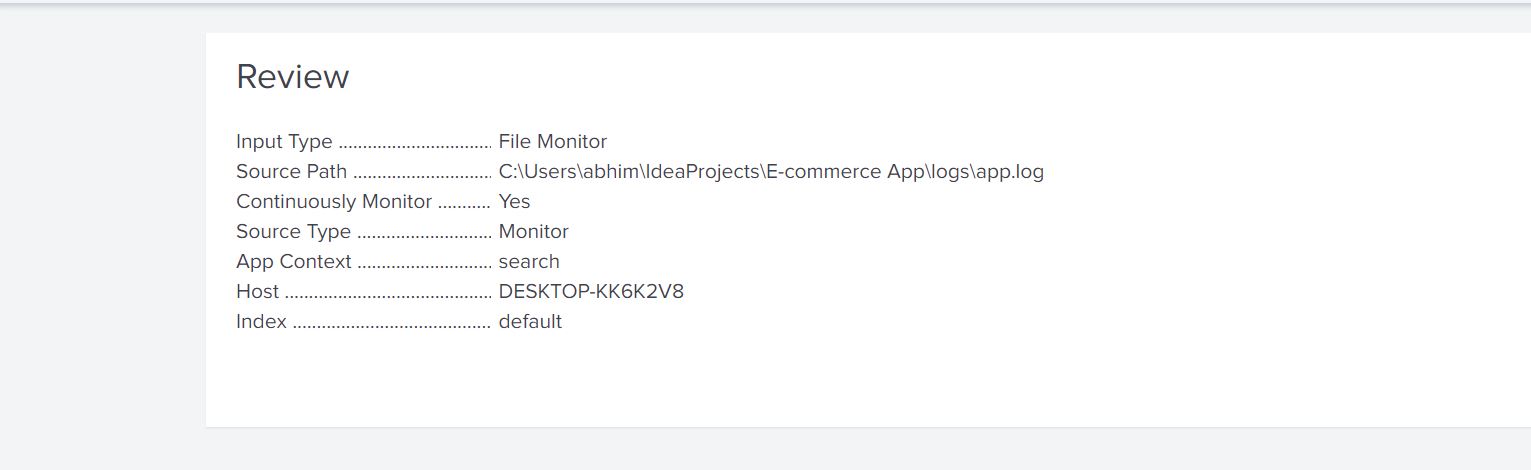 Review
Input Type ................................ File Monitor
Source Path ............................. C:\Users\abhim\IdeaProjects\E-commerce App\logs\app.log
Continuously Monitor ........... Yes
Source Type ............................ Monitor
App Context ............................ search
Host ........................................... DESKTOP-KK6K2V8
Index ......................................... default